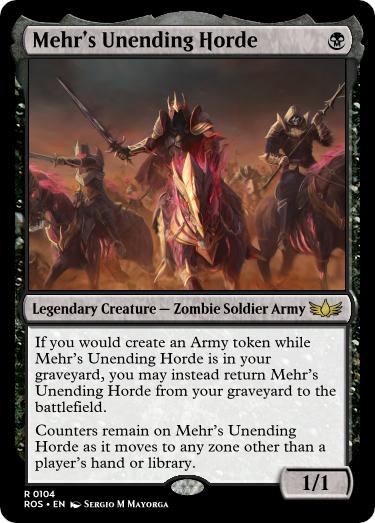 Mehr's Unending Horde
Legendary Creature — Zombie Soldier Army
If you would create an Army token while
Mehr's Unending Horde is in your
graveyard, you may instead return Mehr's
Unending Horde from your graveyard to the
battlefield.
Counters remain on Mehr's Unending
Horde as it moves to any zone other than a
player's hand or library.
1/1
R 0104
ROS • EN Sergio M Mayorga